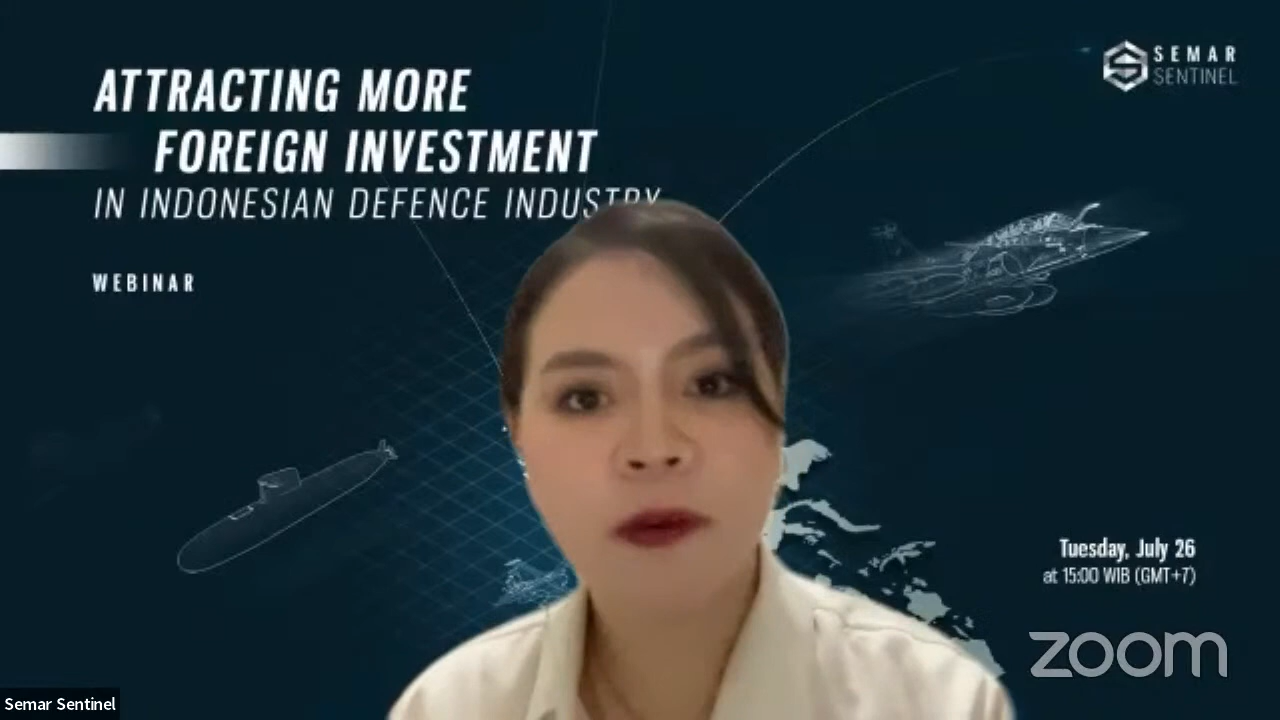 ATTRACTING MORE
FOREIGN INVESTMENT
IN INDONESIAN DEFENCE INDUSTRY
WEBINAR
SEMAR
SENTINEL
Tuesday, July 26
at 15:00 WIB (GMT+7)
zoom
Semar Sentinel